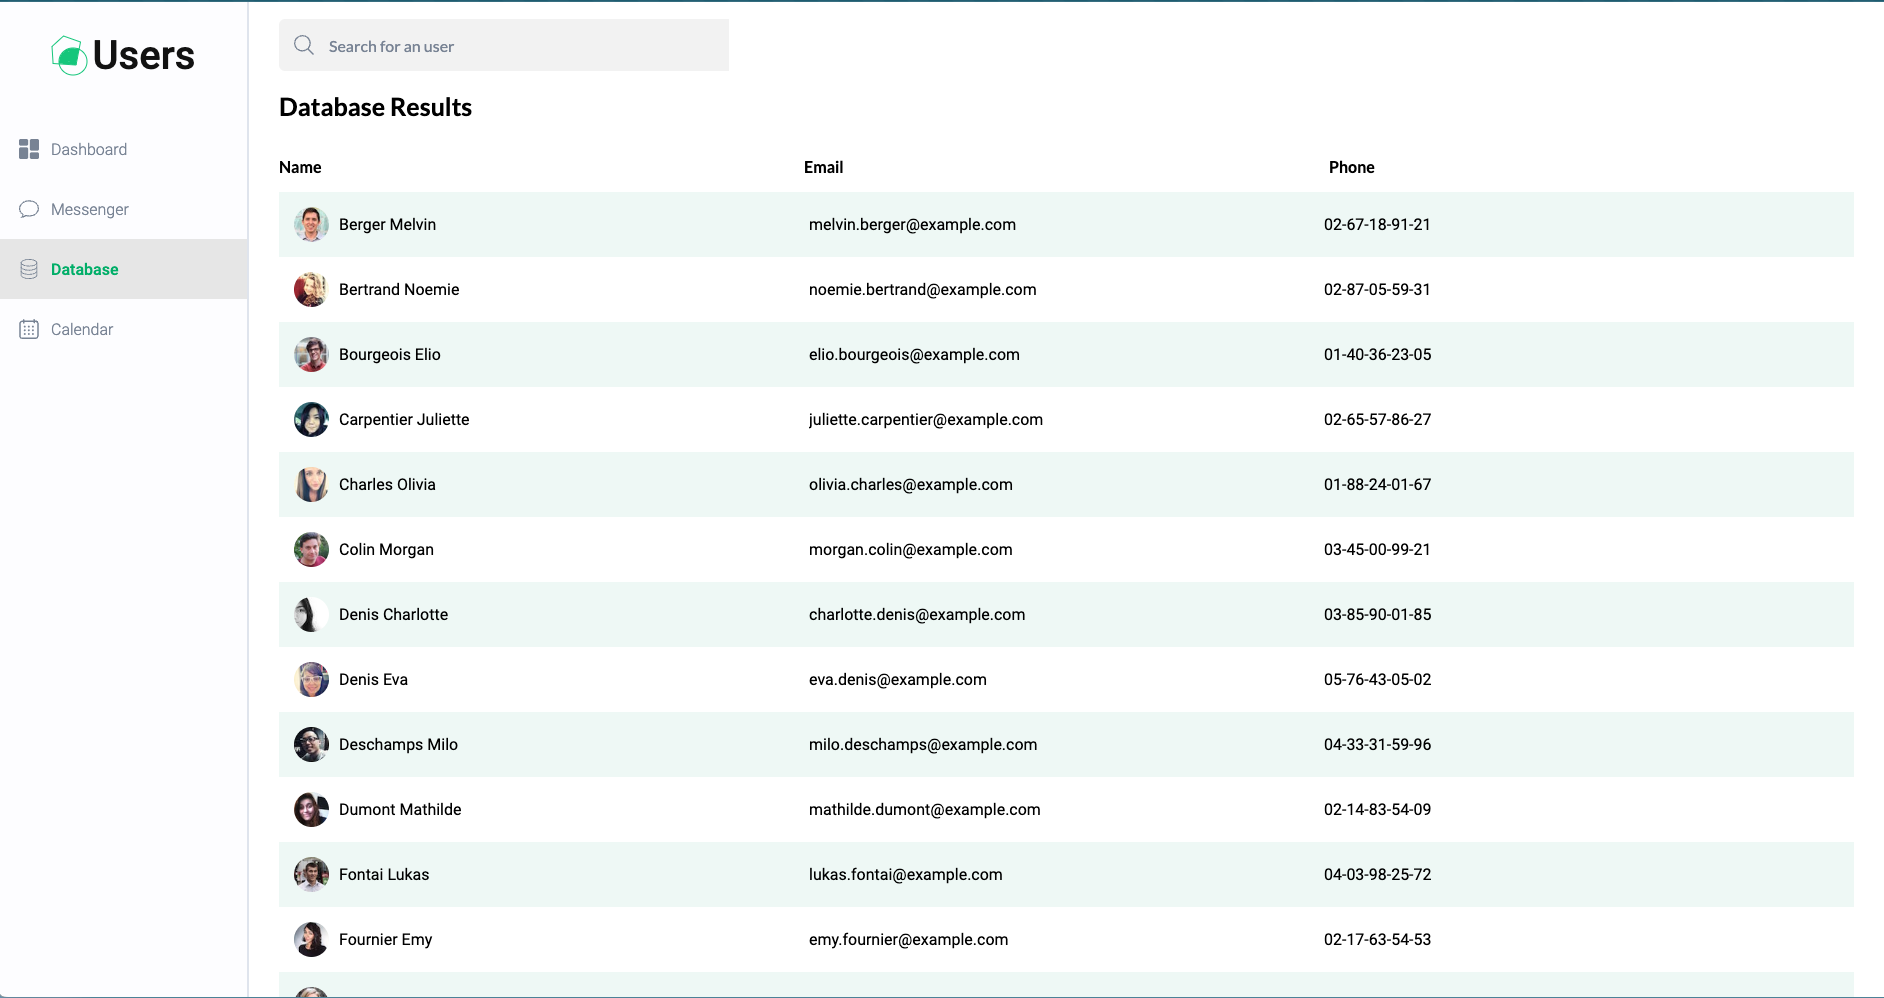 Users
Search for an user
Dashboard
Messenger
Database
Calendar
Database Results
Name Email Phone
Berger Melvin melvin.berger@example.com 02-67-18-91-21
Bertrand Noemie noemie.bertrand@example.com 02-87-05-59-31
Bourgeois Elio elio.bourgeois@example.com 01-40-36-23-05
Carpentier Juliette juliette.carpentier@example.com 02-65-57-86-27
Charles Olivia olivia.charles@example.com 01-88-24-01-67
Colin Morgan morgan.colin@example.com 03-45-00-99-21
Denis Charlotte charlotte.denis@example.com 03-85-90-01-85
Denis Eva eva.denis@example.com 05-76-43-05-02
Deschamps Milo milo.deschamps@example.com 04-33-31-59-96
Dumont Mathilde mathilde.dumont@example.com 02-14-83-54-09
Fontai Lukas lukas.fontai@example.com 04-03-98-25-72
Fournier Emy emy.fournier@example.com 02-17-63-54-53